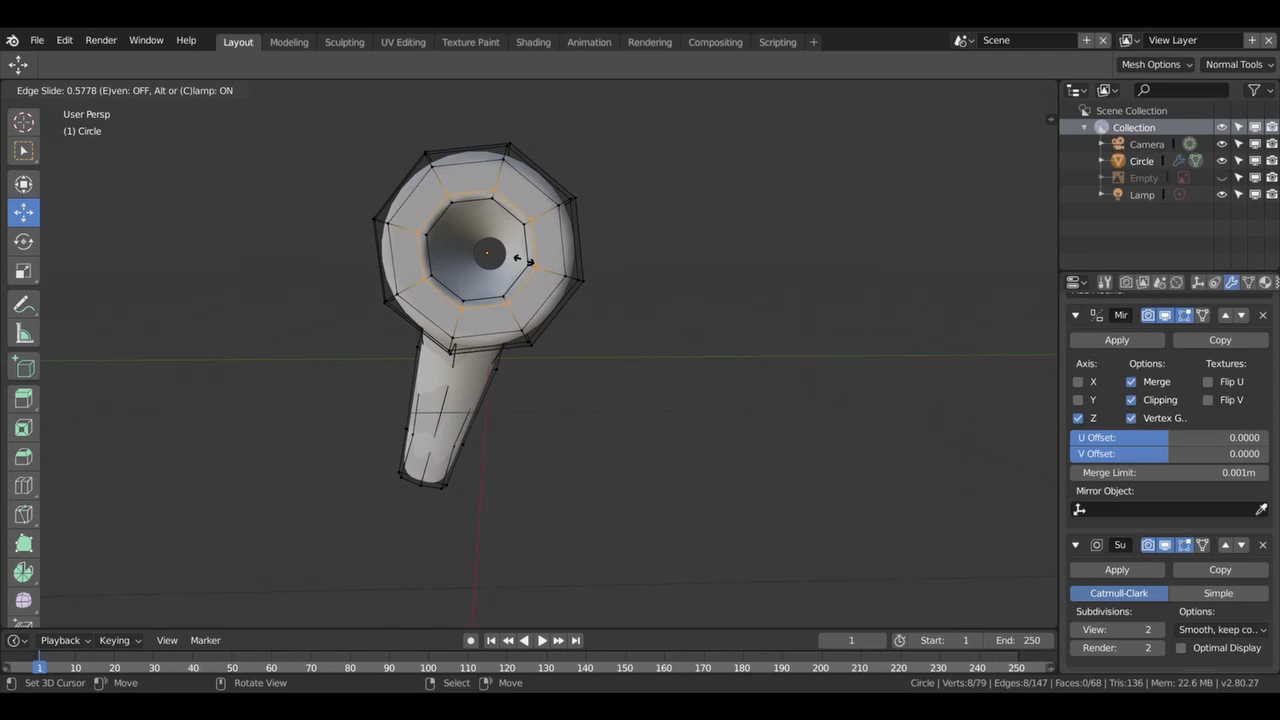 File Edit Render Window Help Layout Modeling Sculpting UV Editing Texture Paint Shading Animation Rendering Compositing Scripting + Scene View Layer
Mesh Options Normal Tools
Edge Slide: 0.5778 (E)ven: OFF, Alt or (C)lamp: ON
User Persp
(1) Circle
Scene Collection
Collection
Camera
Circle
Empty
Lamp
Mir
Apply Copy
Axis: Options: Textures:
X Merge Flip U
Y Clipping Flip V
Z Vertex G..
U Offset: 0.0000
V Offset: 0.0000
Merge Limit: 0.001m
Mirror Object:
Su
Apply Copy
Catmull-Clark Simple
Subdivisions: Options:
View: 2 Smooth, keep co..
Render: 2 Optimal Display
Playback Keying View Marker 1 Start: 1 End: 250
1 10 20 30 40 50 60 70 80 90 100 110 120 130 140 150 160 170 180 190 200 210 220 230 240 250
Set 3D Cursor Move Rotate View Select Move Circle | Verts:8/79 | Edges:8/147 | Faces:0/68 | Tris:136 | Mem: 22.6 MB | v2.80.27